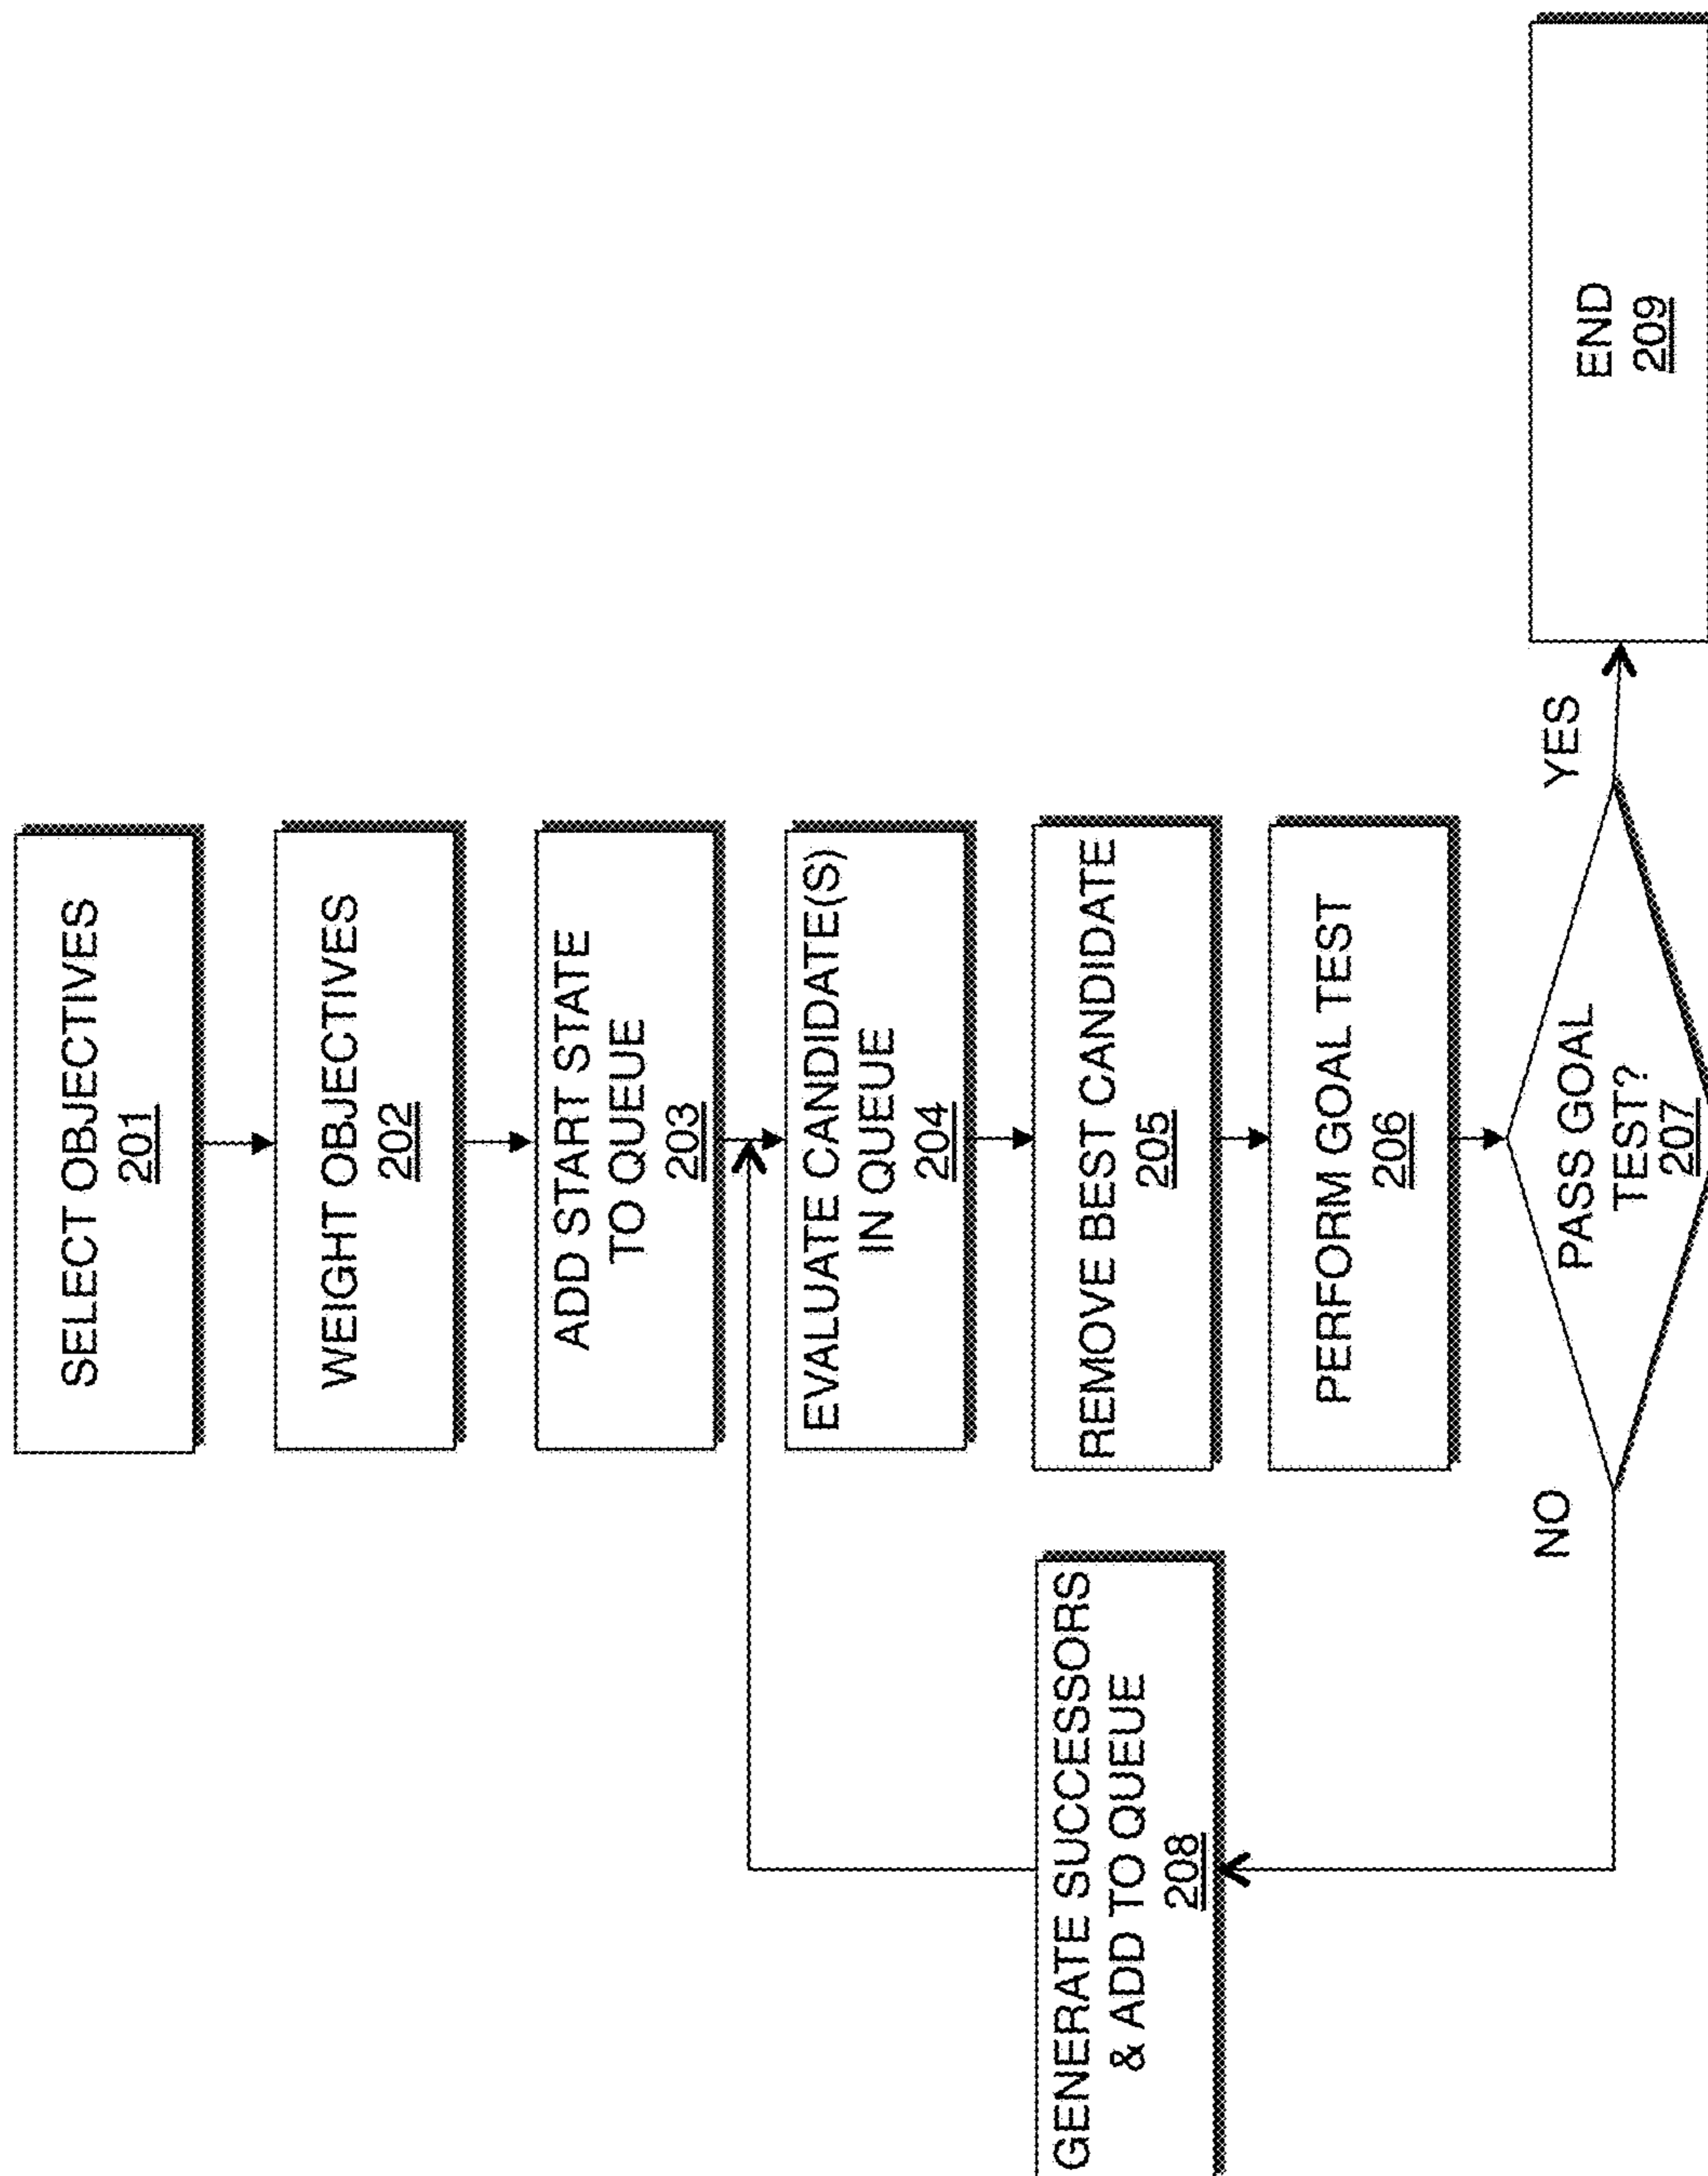 SELECT OBJECTIVES
201
WEIGHT OBJECTIVES
202
ADD START STATE
TO QUEUE
203
EVALUATE CANDIDATE(S)
IN QUEUE
204
REMOVE BEST CANDIDATE
205
PERFORM GOAL TEST
206
PASS GOAL
TEST?
207
NO
YES
GENERATE SUCCESSORS
& ADD TO QUEUE
208
END
209